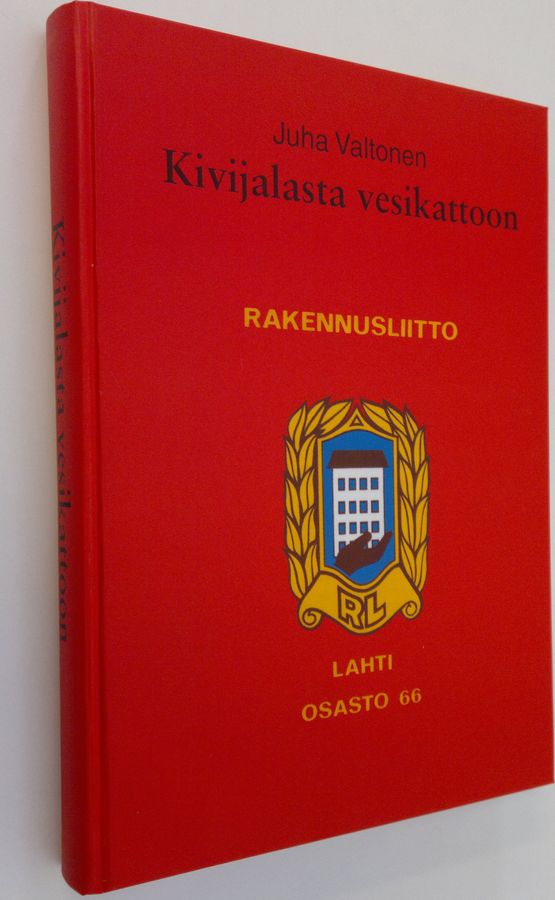 Juha Valtonen
Kivijalasta vesikattoon
RAKENNUSLIITTO
RL
LAHTI
OSASTO 66
Kivijalasta vesikattoon